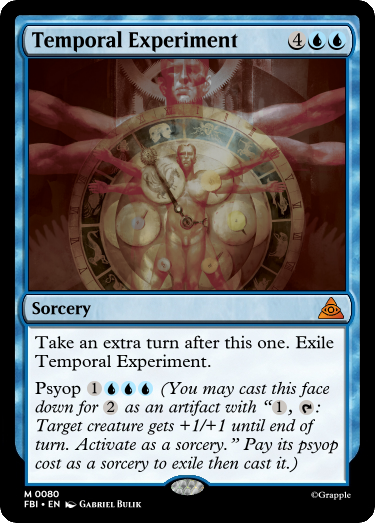 Temporal Experiment 4
Sorcery
Take an extra turn after this one. Exile
Temporal Experiment.
Psyop 1 (You may cast this face
down for 2 as an artifact with “1, :
Target creature gets +1/+1 until end of
turn. Activate as a sorcery.” Pay its psyop
cost as a sorcery to exile then cast it.)
M 0080
FBI • EN Gabriel Bulik
©Grapple